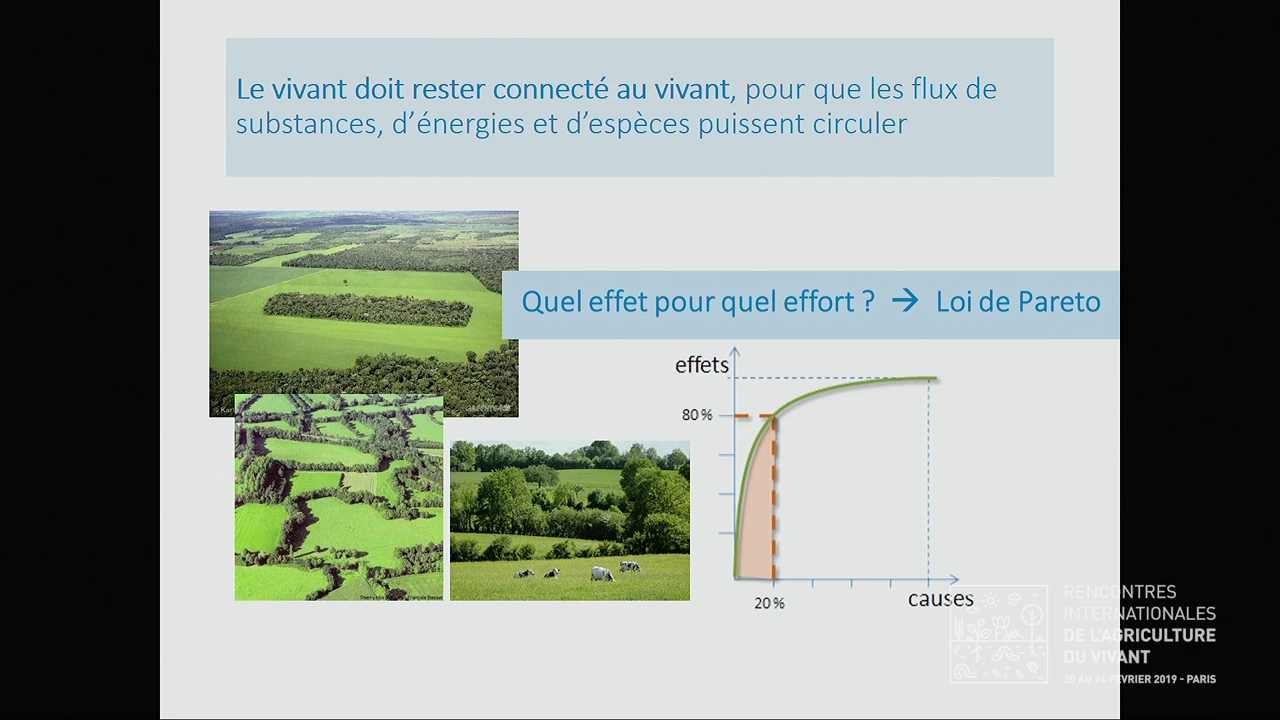 Le vivant doit rester connecté au vivant, pour que les flux de
substances, d’énergies et d’espèces puissent circuler
Quel effet pour quel effort ? → Loi de Pareto
effets
80%
20%
causes
RENCONTRES
INTERNATIONALES
DE L'AGRICULTURE
DU VIVANT
20 AU 24 FÉVRIER 2019 - PARIS